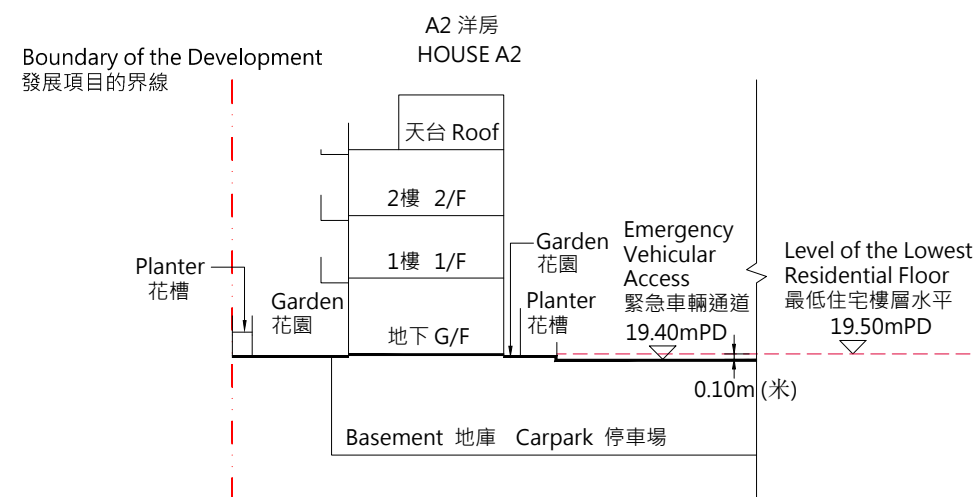 A2 洋房
HOUSE A2
Boundary of the Development
發展項目的界線
天台 Roof
2樓 2/F
1樓 1/F
地下 G/F
Planter
花槽
Garden
花園
Garden
花園
Planter
花槽
Emergency
Vehicular
Access
緊急車輛通道
19.40mPD
Level of the Lowest
Residential Floor
最低住宅樓層水平
19.50mPD
0.10m (米)
Basement 地庫 Carpark 停車場